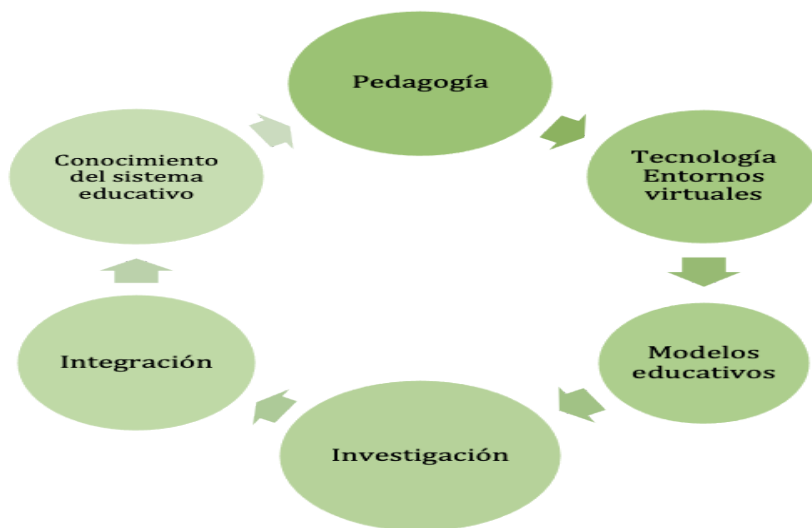 Pedagogía
Tecnología
Entornos
virtuales
Modelos
educativos
Investigación
Integración
Conocimiento
del sistema
educativo